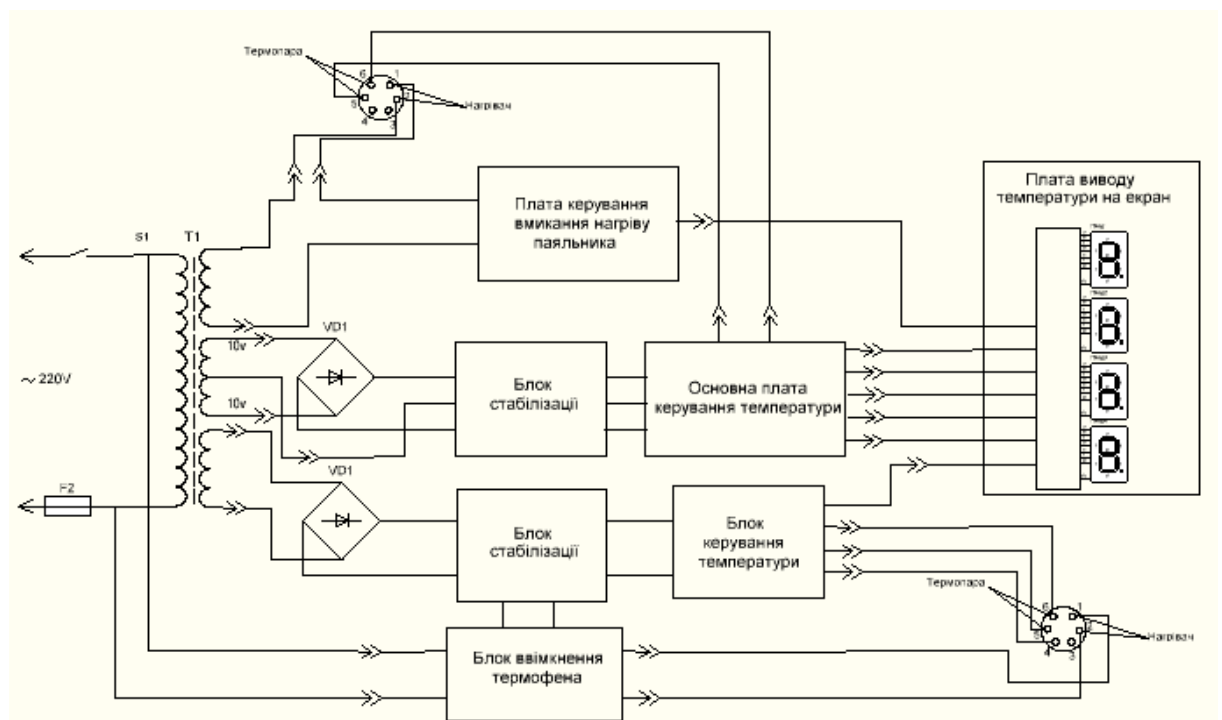 Термопара
6 1
5 2
4 3
Нагрівач
Плата керування
вмикання нагріву
паяльника
Плата виводу
температури на екран
S1
T1
VD1
10v
~ 220V
10v
Блок
стабілізації
Основна плата
керування температури
VD1
FZ
Блок
стабілізації
Блок
керування
температури
Термопара
6 1
5 2
4 3
Нагрівач
Блок ввімкнення
термофена